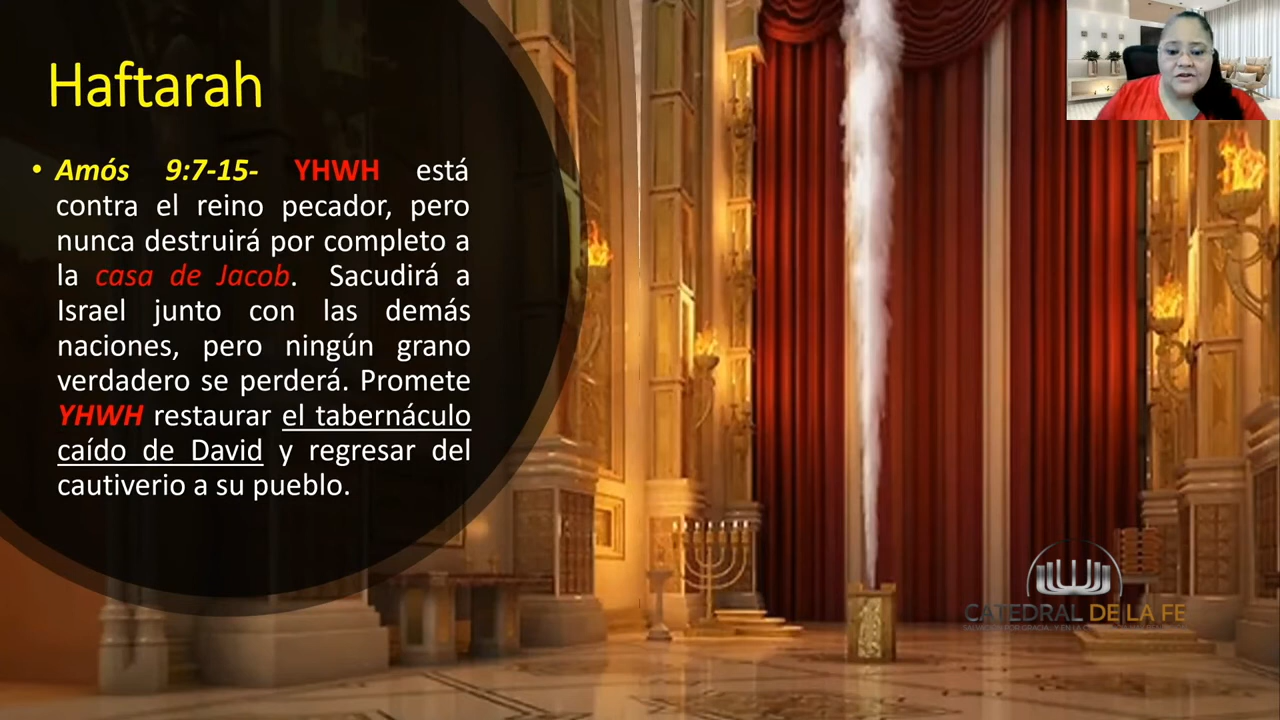 Haftarah
• Amós 9:7-15- YHWH está
contra el reino pecador, pero
nunca destruirá por completo a
la casa de Jacob. Sacudirá a
Israel junto con las demás
naciones, pero ningún grano
verdadero se perderá. Promete
YHWH restaurar el tabernáculo
caído de David y regresar del
cautiverio a su pueblo.
CATEDRAL DE LA FE